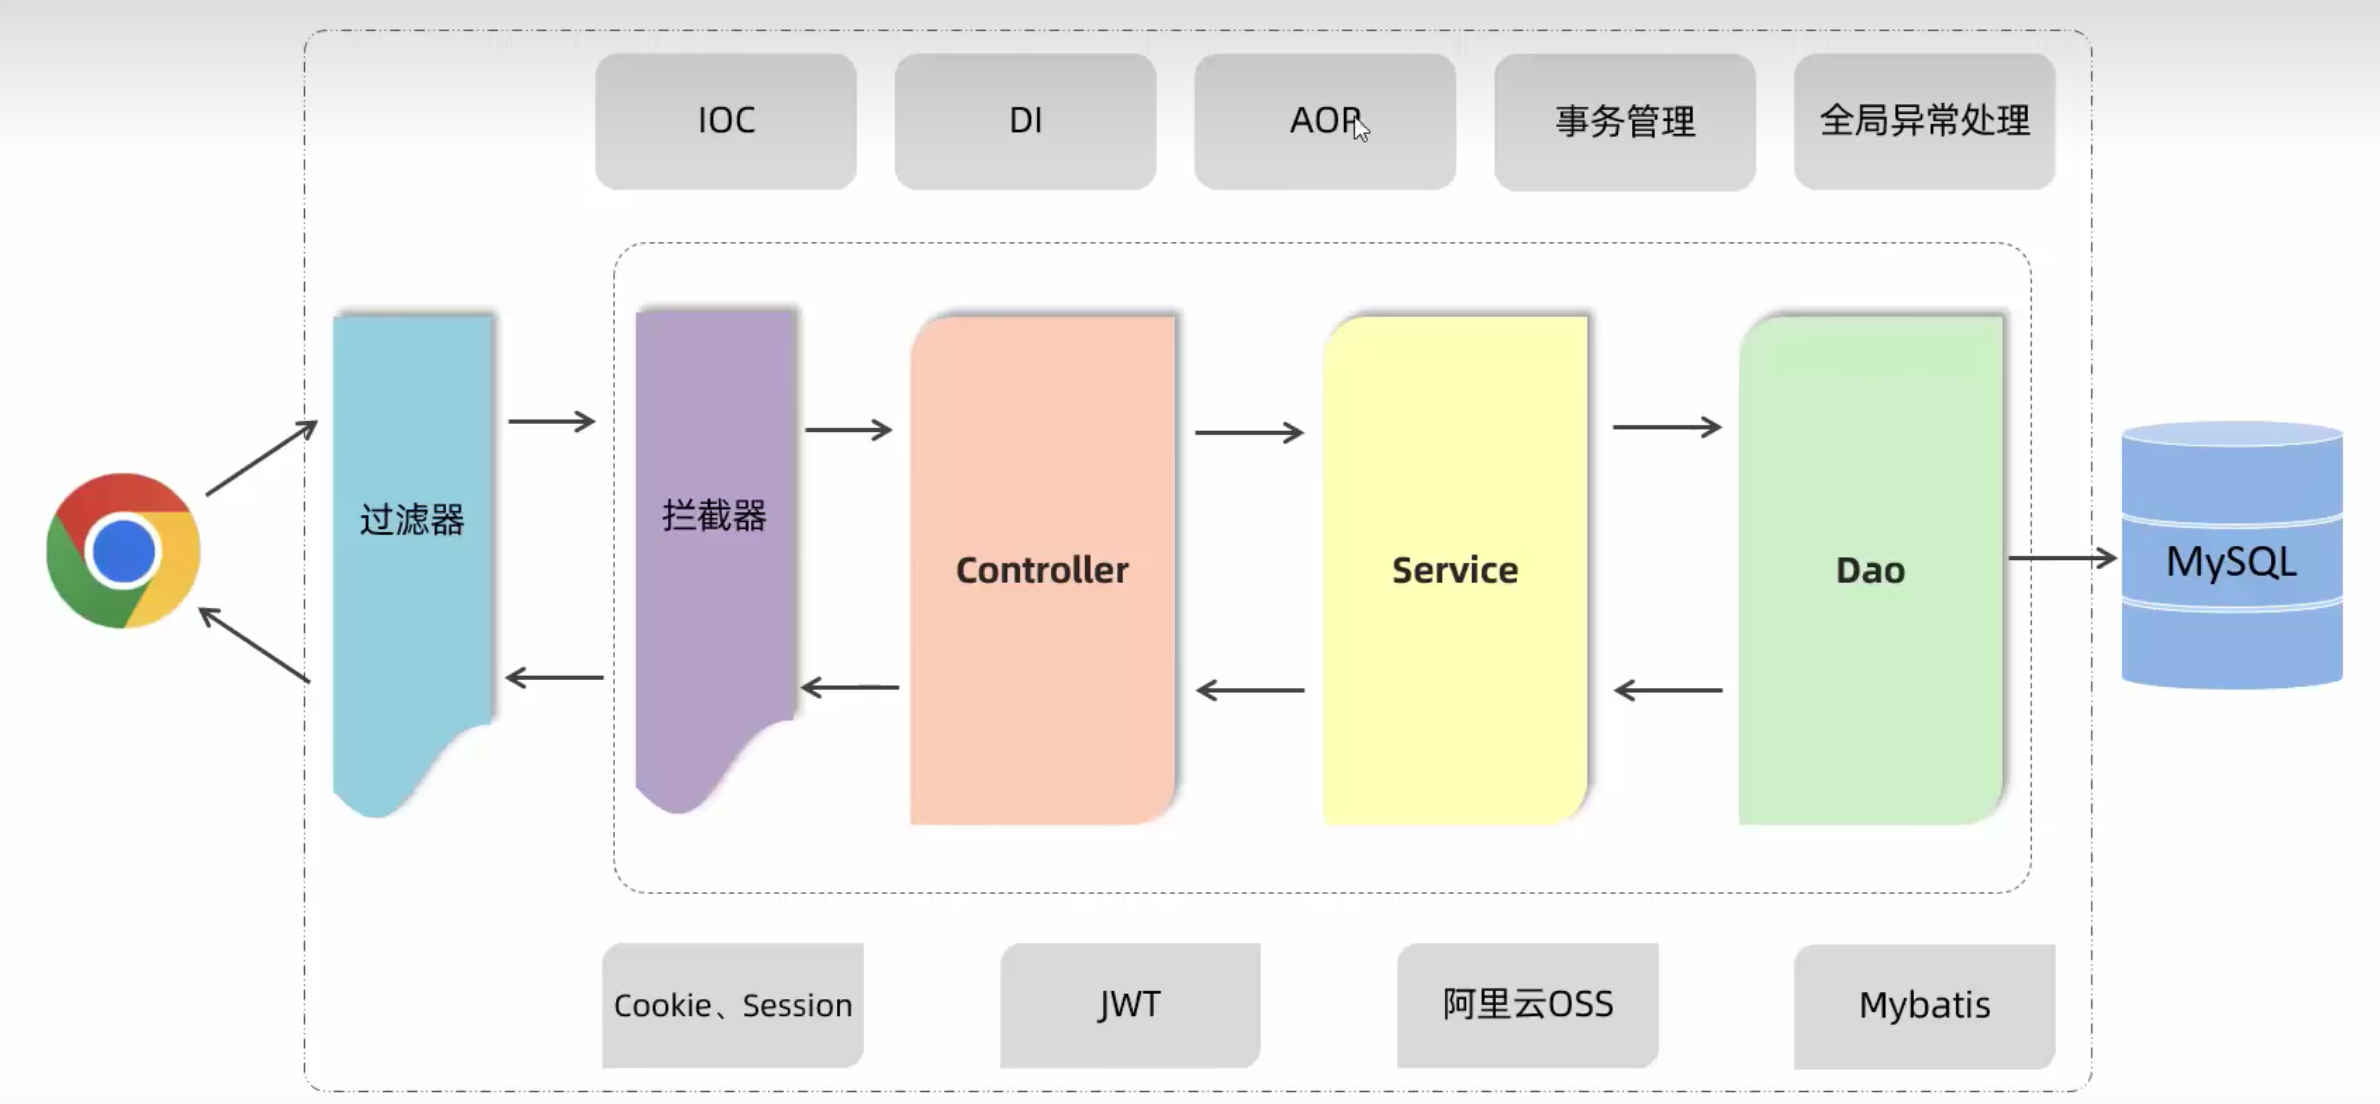 IOC
DI
AOP
事务管理
全局异常处理
过滤器
拦截器
Controller
Service
Dao
MySQL
Cookie、Session
JWT
阿里云OSS
Mybatis